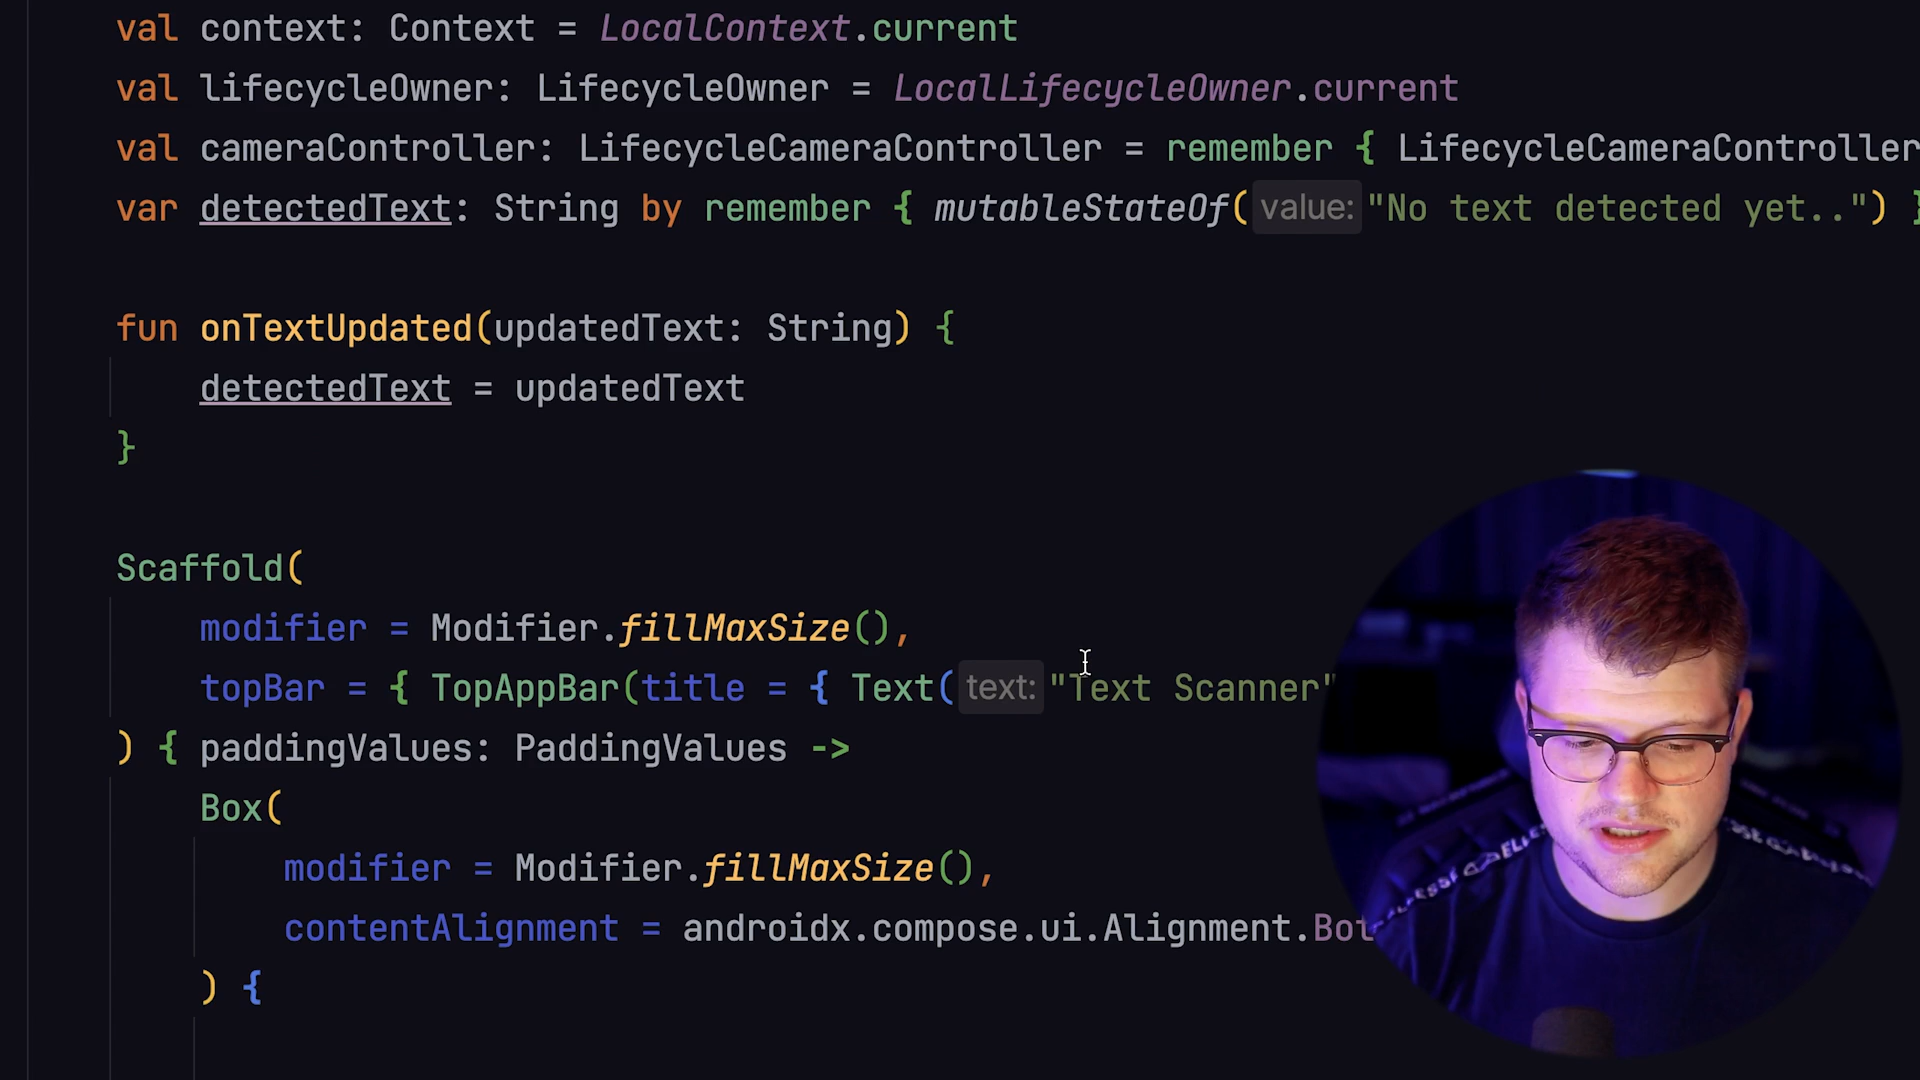 val context: Context = LocalContext.current
val lifecycleOwner: LifecycleOwner = LocalLifecycleOwner.current
val cameraController: LifecycleCameraController = remember { LifecycleCameraController
var detectedText: String by remember { mutableStateOf( value: "No text detected yet..") }
fun onTextUpdated(updatedText: String) {
detectedText = updatedText
}
Scaffold(
modifier = Modifier.fillMaxSize(),
topBar = { TopAppBar(title = { Text( text: "Text Scanner"
) { paddingValues: PaddingValues ->
Box(
modifier = Modifier.fillMaxSize(),
contentAlignment = androidx.compose.ui.Alignment.Bot
) {